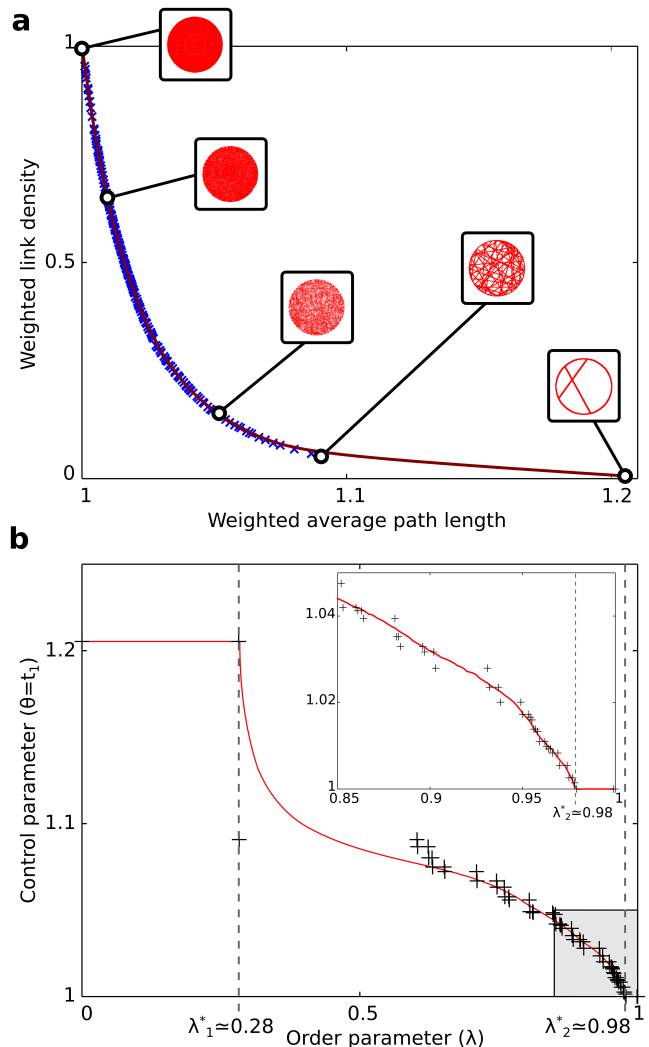 a
1
0.5
0
Weighted link density
1
1.1
1.2
Weighted average path length
b
1.2
1.1
1
Control parameter (θ=t₁)
1.04
1.02
1
0.85
0.9
0.95
1
λ*₂≃0.98
0
0.5
1
λ*₁≃0.28
λ*₂≃0.98
Order parameter (λ)